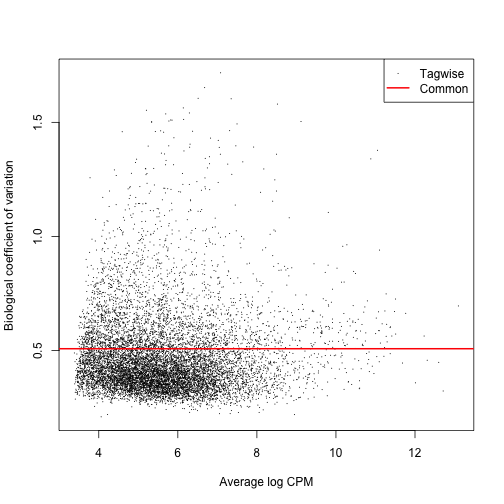 Tagwise
Common
Biological coefficient of variation
1.5
1.0
0.5
4 6 8 10 12
Average log CPM